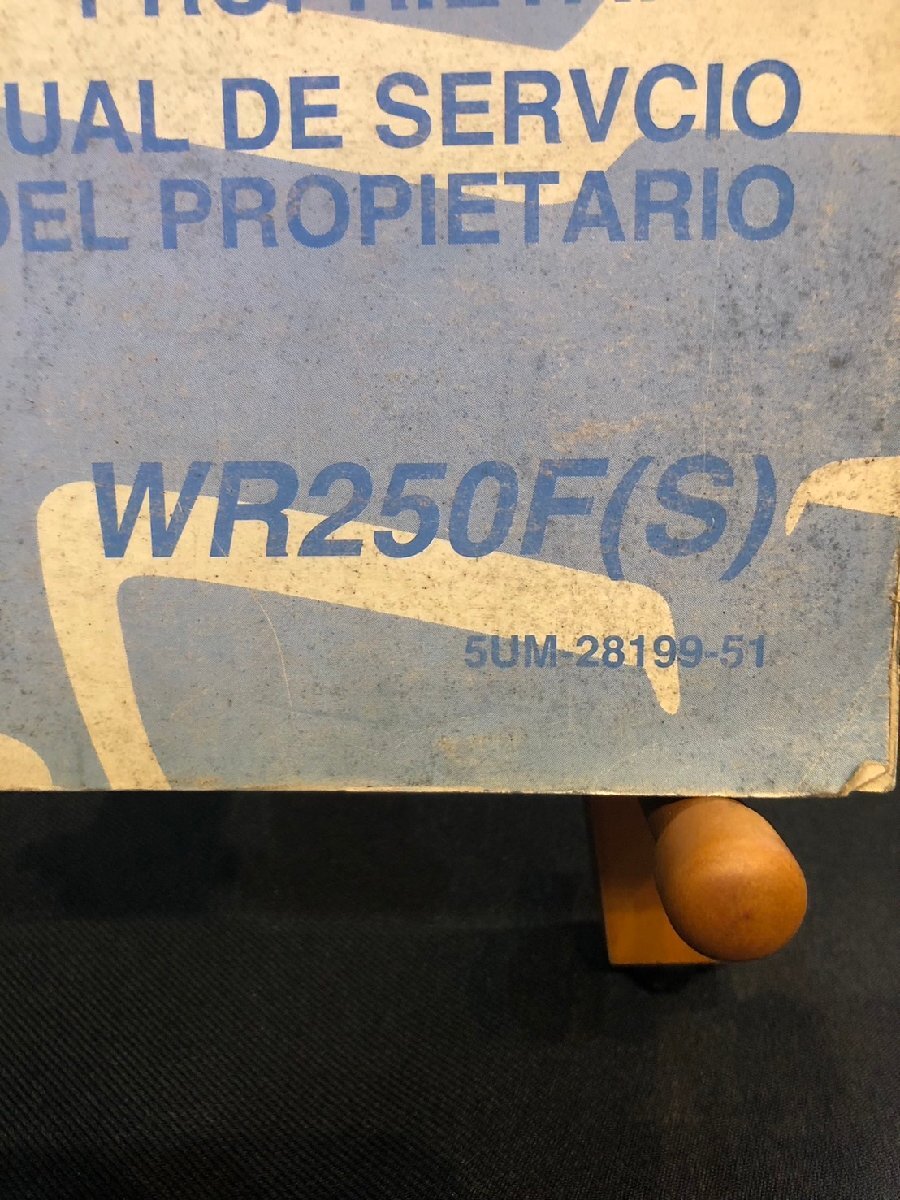 UAL DE SERVCIO
DEL PROPIETARIO
WR250F(S)
5UM-28199-51